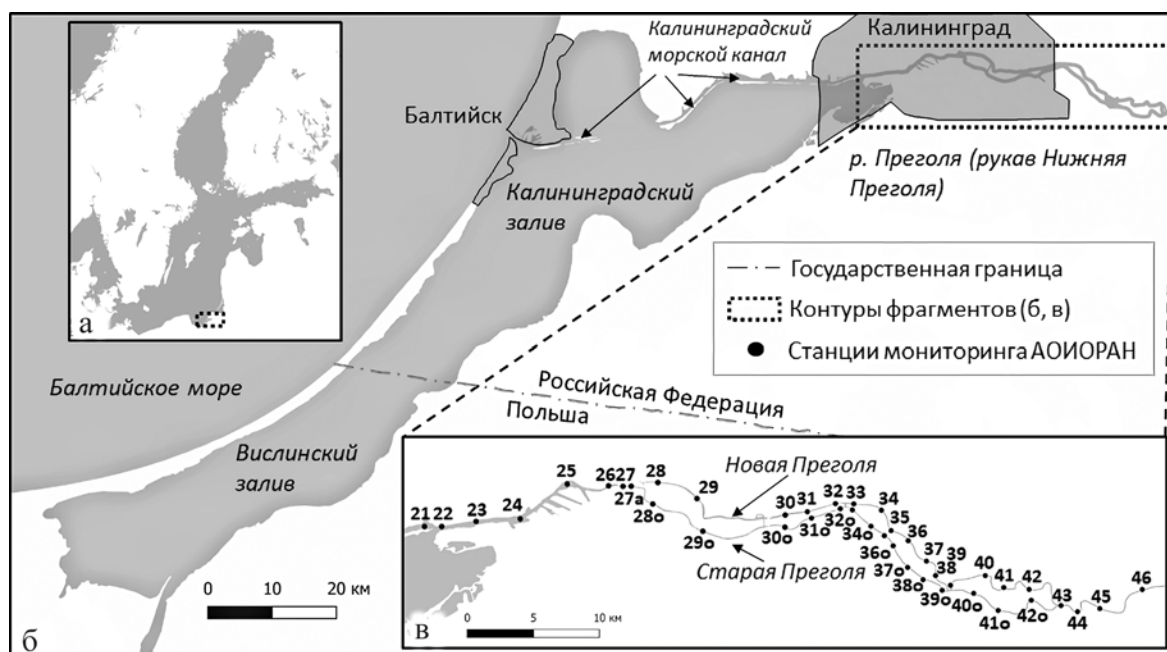 Калининградский
морской канал
Калининград
Балтийск
р. Преголя (рукав Нижняя
Преголя)
Калининградский
залив
Государственная граница
Контуры фрагментов (б, в)
Станции мониторинга АОИОРАН
а
Балтийское море
Российская Федерация
Польша
Вислинский
залив
0 10 20 км
б
Новая Преголя
Старая Преголя
21 22 23 24 25 26 27 28 29 30 31 32 33 34 35 36 37 38 39 40 41 42 43 44 45 46
27а
28о 29о 30о 31о 32о 34о 36о 37о 38о 39о 40о 41о 42о
0 5 10 км
в